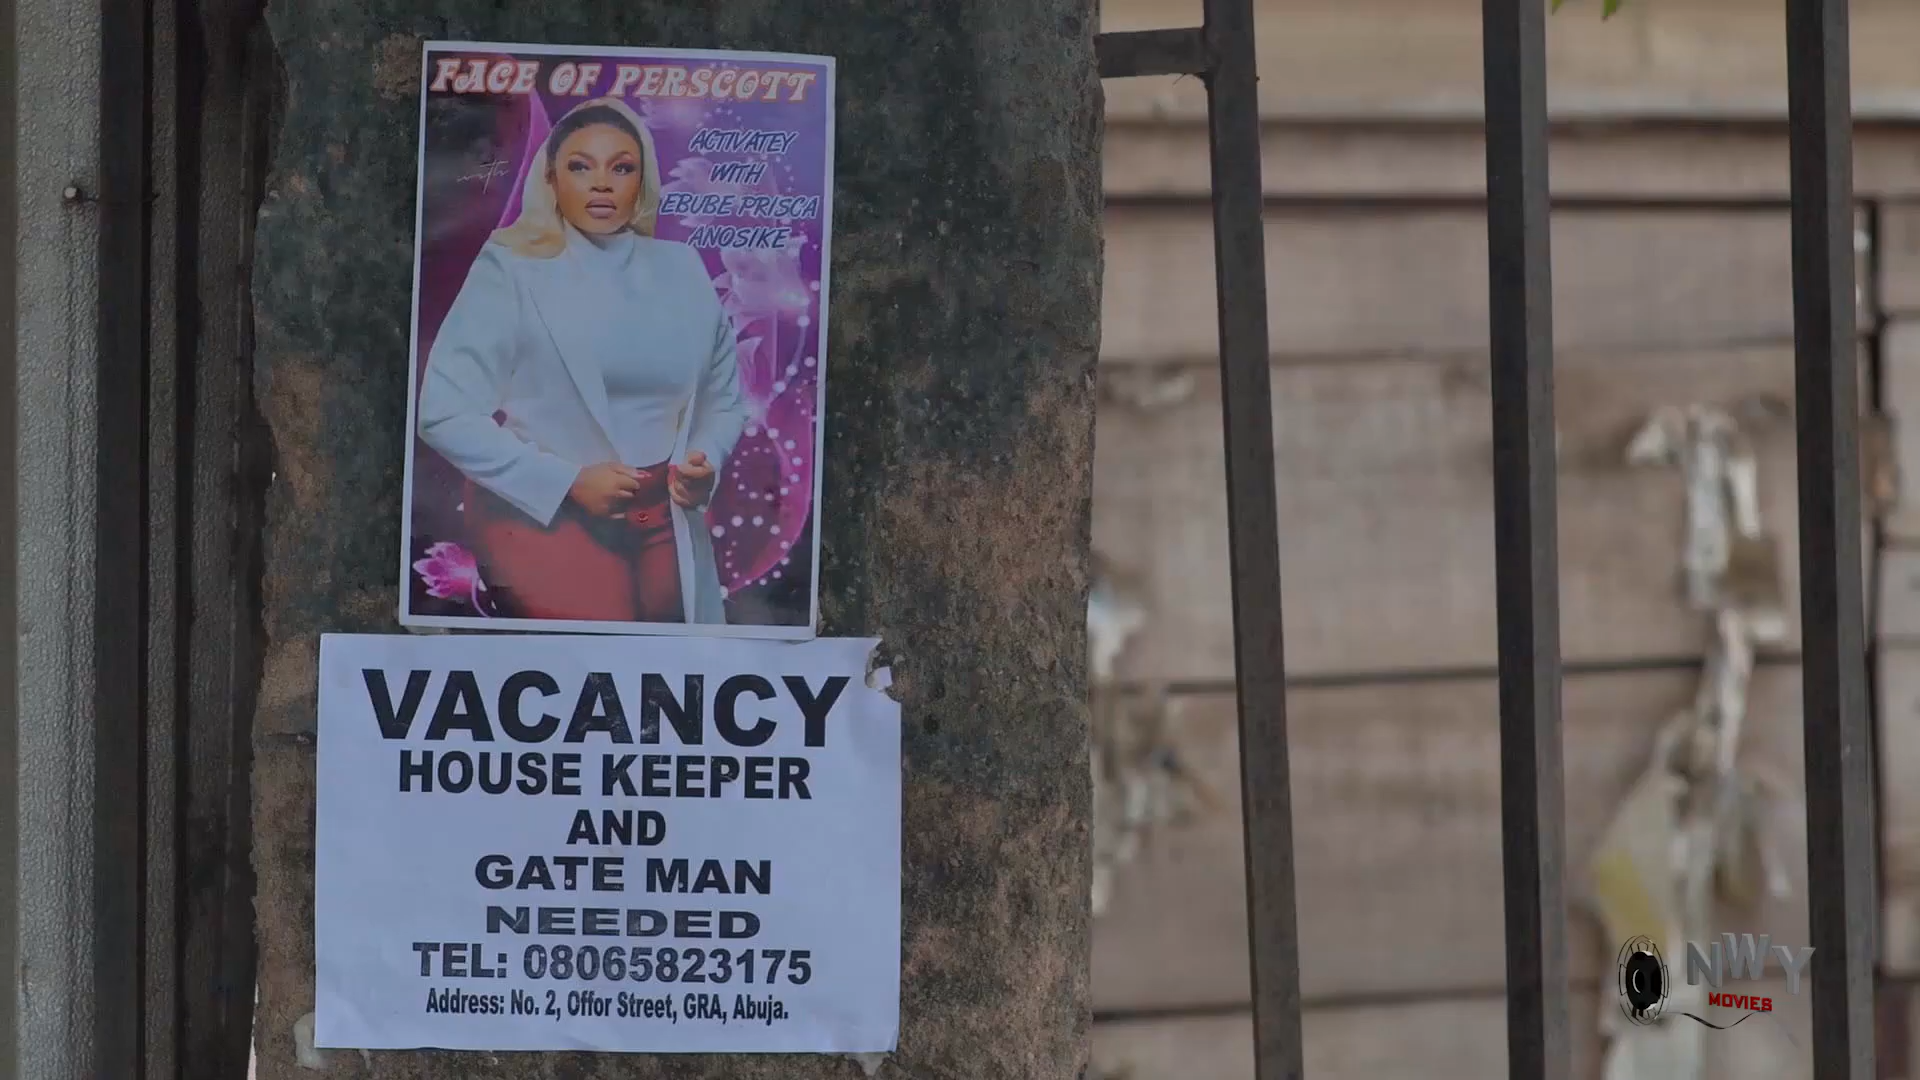 FACE OF PERSCOTT
with
ACTIVATEY
WITH
EBUBE PRISCA
ANOSIKE
VACANCY
HOUSE KEEPER
AND
GATE MAN
NEEDED
TEL: 08065823175
Address: No. 2, Offor Street, GRA, Abuja.
NWY
MOVIES